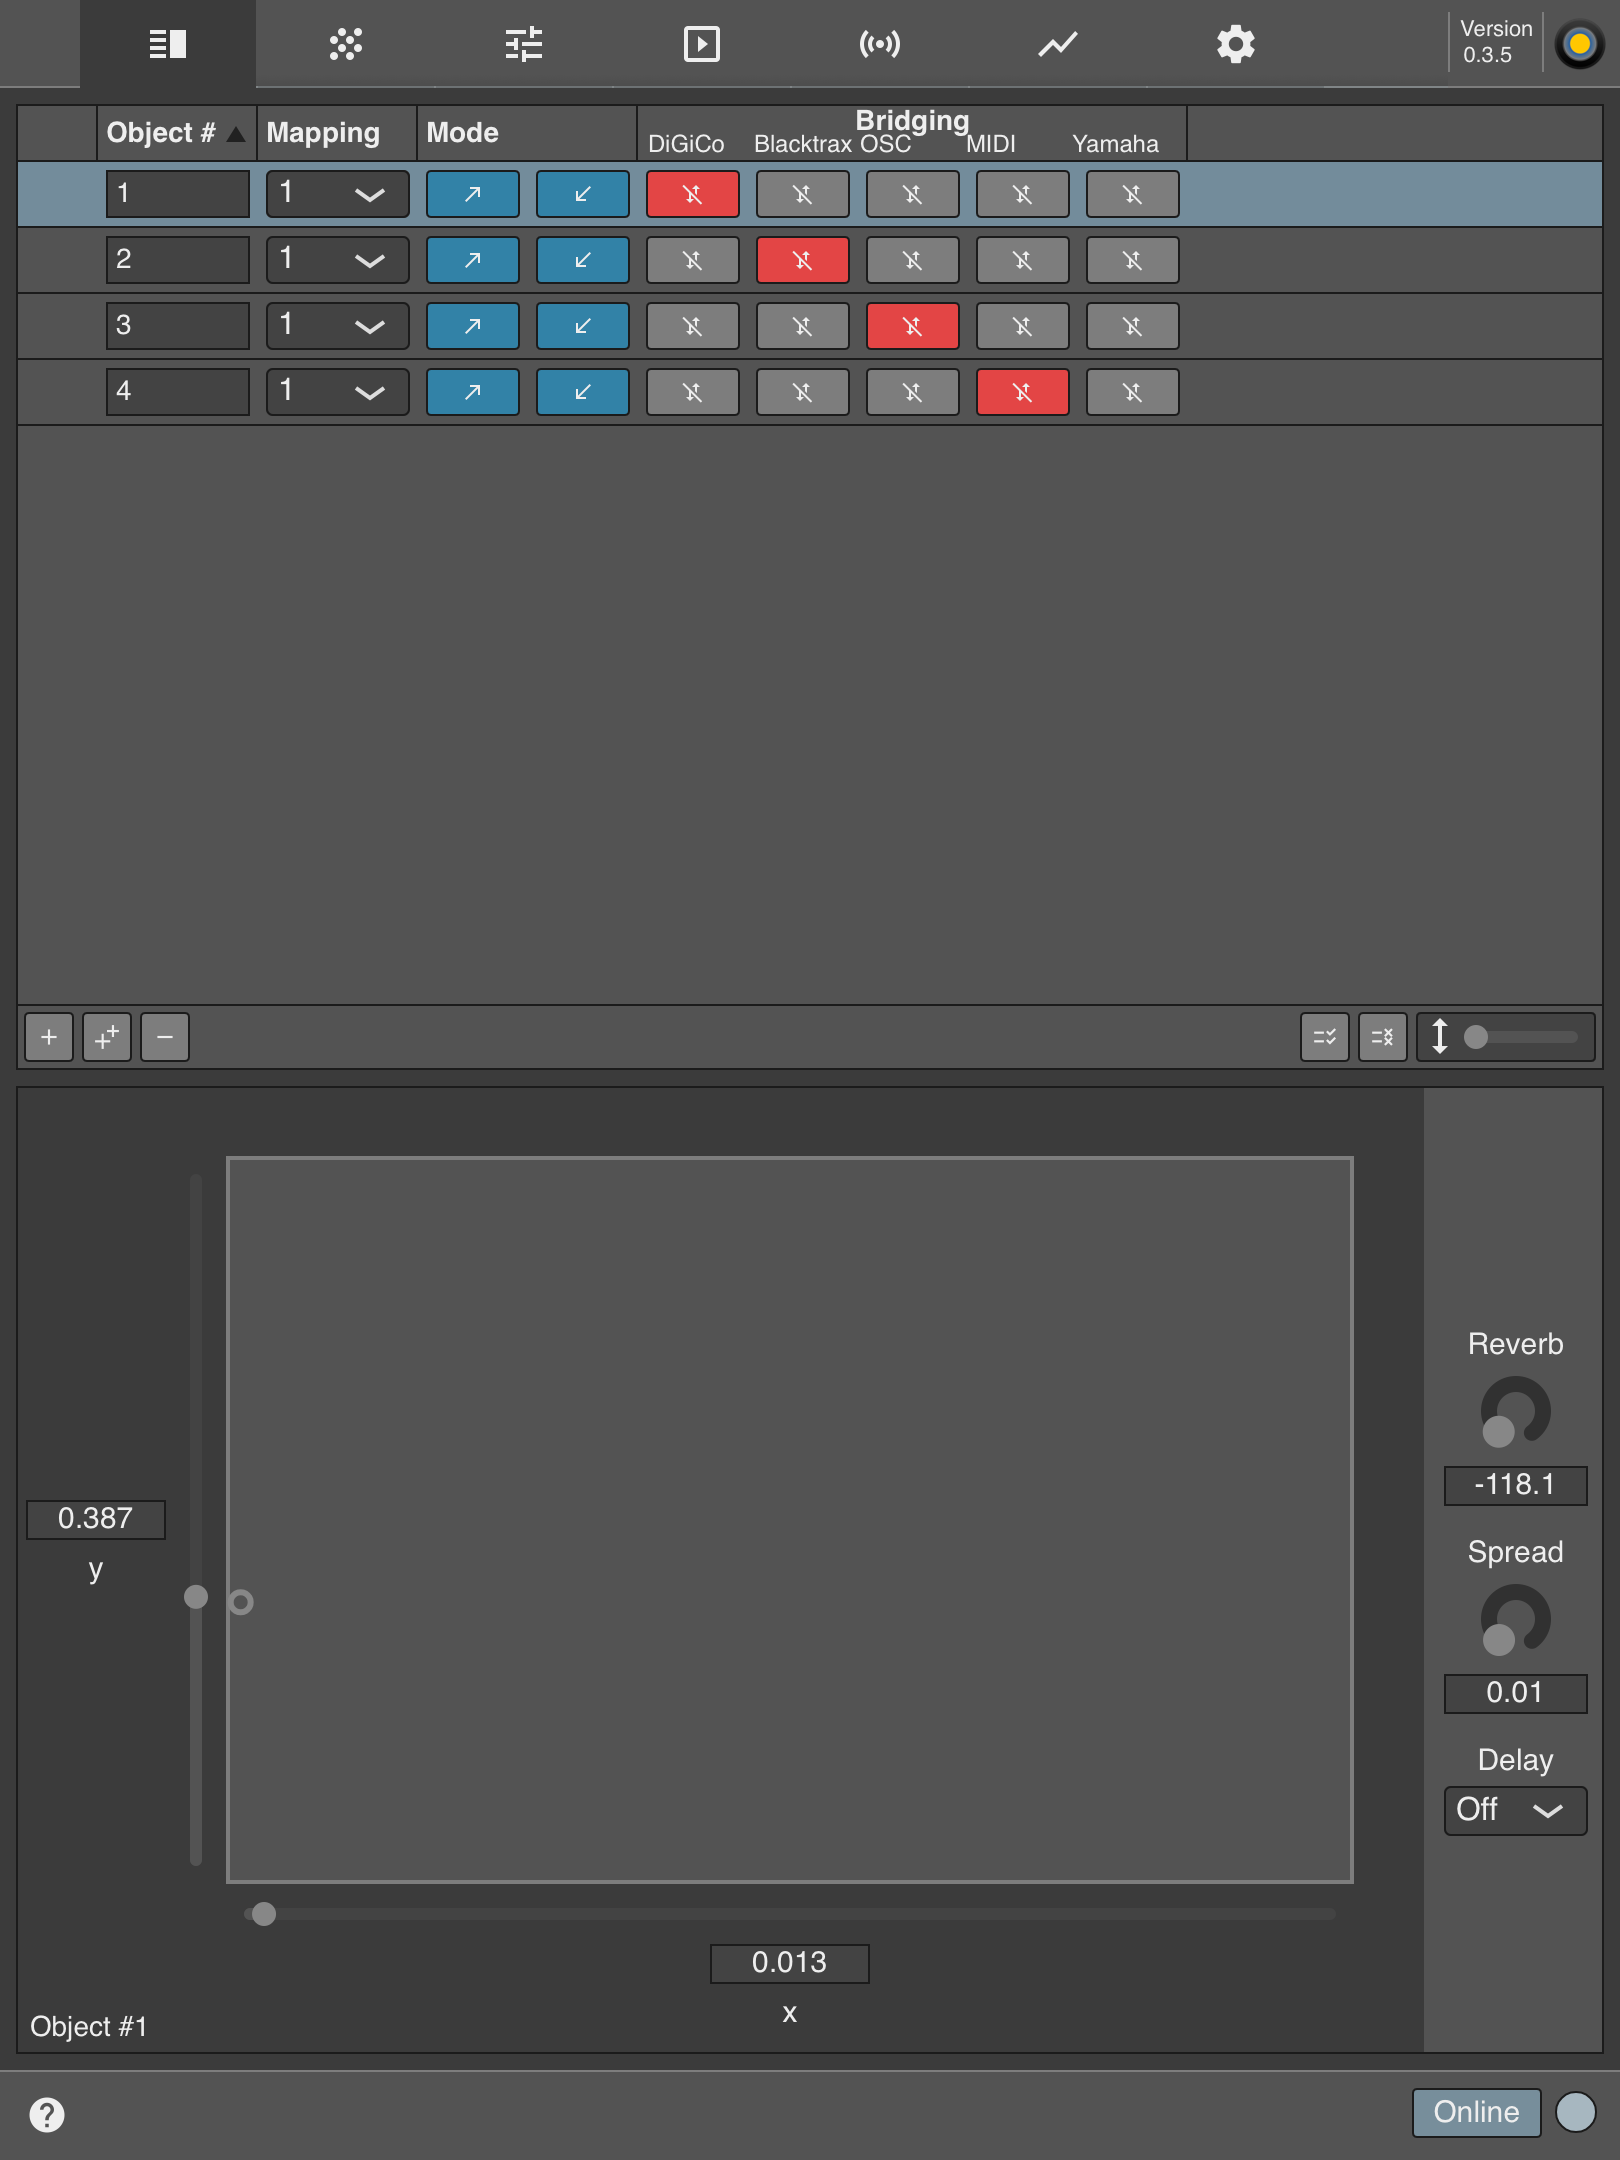 Version
0.3.5
Object # Mapping Mode Bridging
DiGiCo Blacktrax OSC MIDI Yamaha
1 1
2 1
3 1
4 1
Reverb
-118.1
0.387
y
Spread
0.01
Delay
Off
0.013
x
Object #1
Online